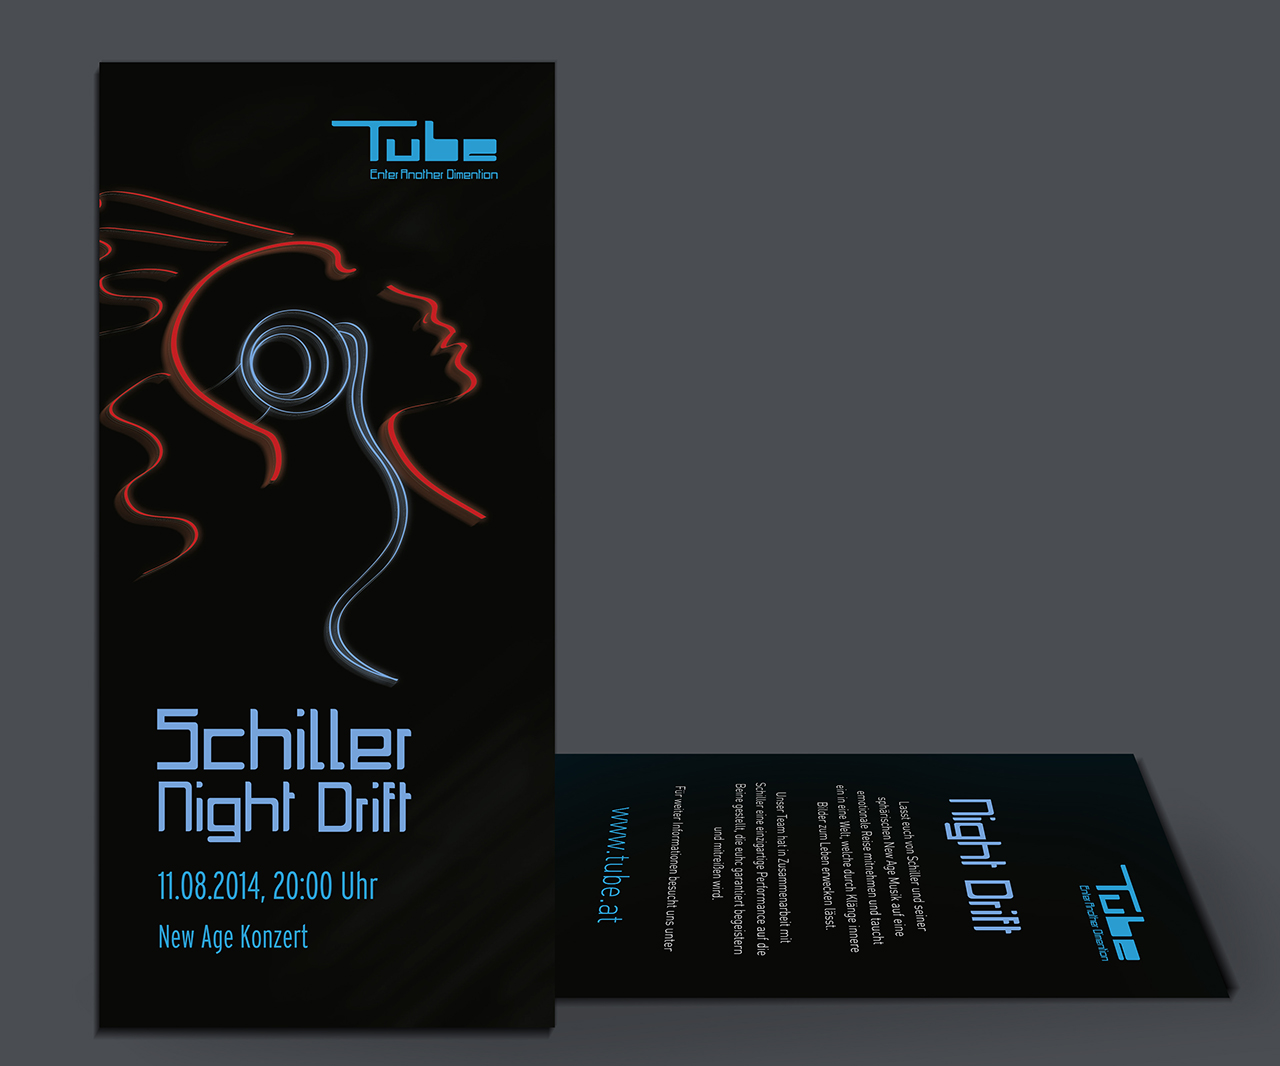 Tube
Enter Another Dimention
Schiller
Night Drift
11.08.2014, 20:00 Uhr
New Age Konzert
Tube
Enter Another Dimention
Night Drift
Lasst euch von Schiller und seiner
sphärischen New Age Musik auf eine
emotionale Reise mitnehmen und taucht
ein in eine Welt, welche durch Klänge innere
Bilder zum Leben erwecken lässt.
Unser Team hat in Zusammenarbeit mit
Schiller eine einzigartige Performance auf die
Beine gestellt, die euhc garantiert begeistern
und mitreißen wird.
Für weiter Informationen besucht uns unter
www.tube.at